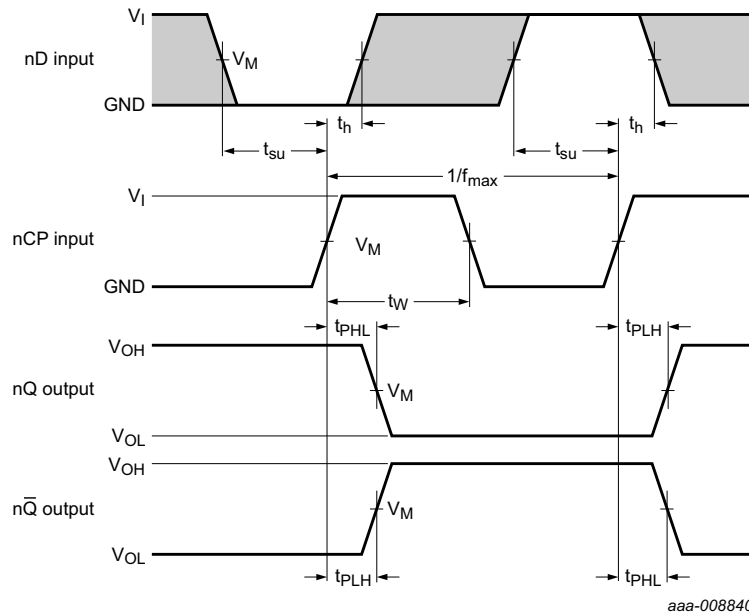 V_I
nD input
V_M
GND
t_h
t_h
t_su
t_su
1/f_max
V_I
nCP input
V_M
GND
t_W
t_PHL
t_PLH
V_OH
nQ output
V_M
V_OL
V_OH
nQ̅ output
V_M
V_OL
t_PLH
t_PHL
aaa-008840